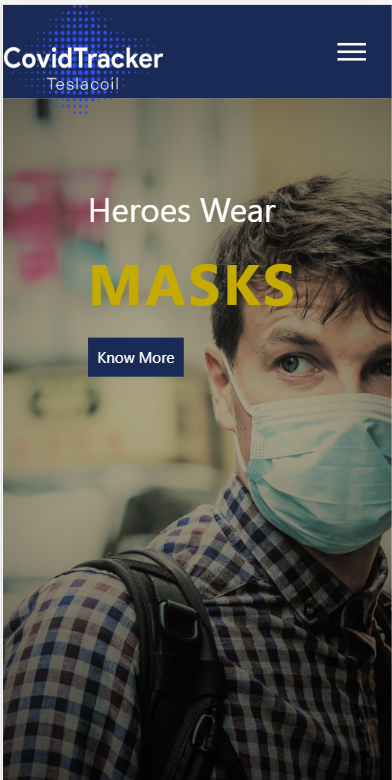 CovidTracker
Teslacoil
Heroes Wear
MASKS
Know More